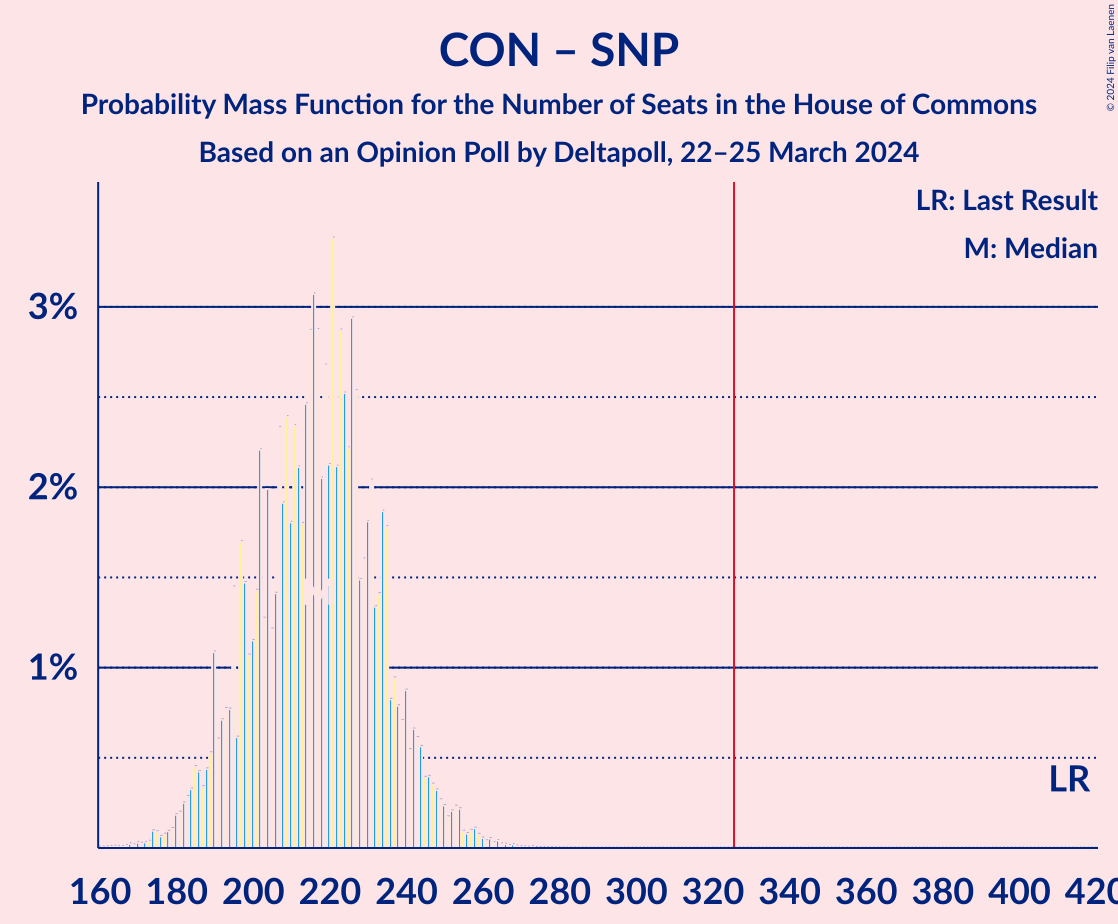 CON – SNP
Probability Mass Function for the Number of Seats in the House of Commons
Based on an Opinion Poll by Deltapoll, 22–25 March 2024
© 2024 Filip van Laenen
LR: Last Result
M: Median
3%
2%
1%
LR
160 180 200 220 240 260 280 300 320 340 360 380 400 420